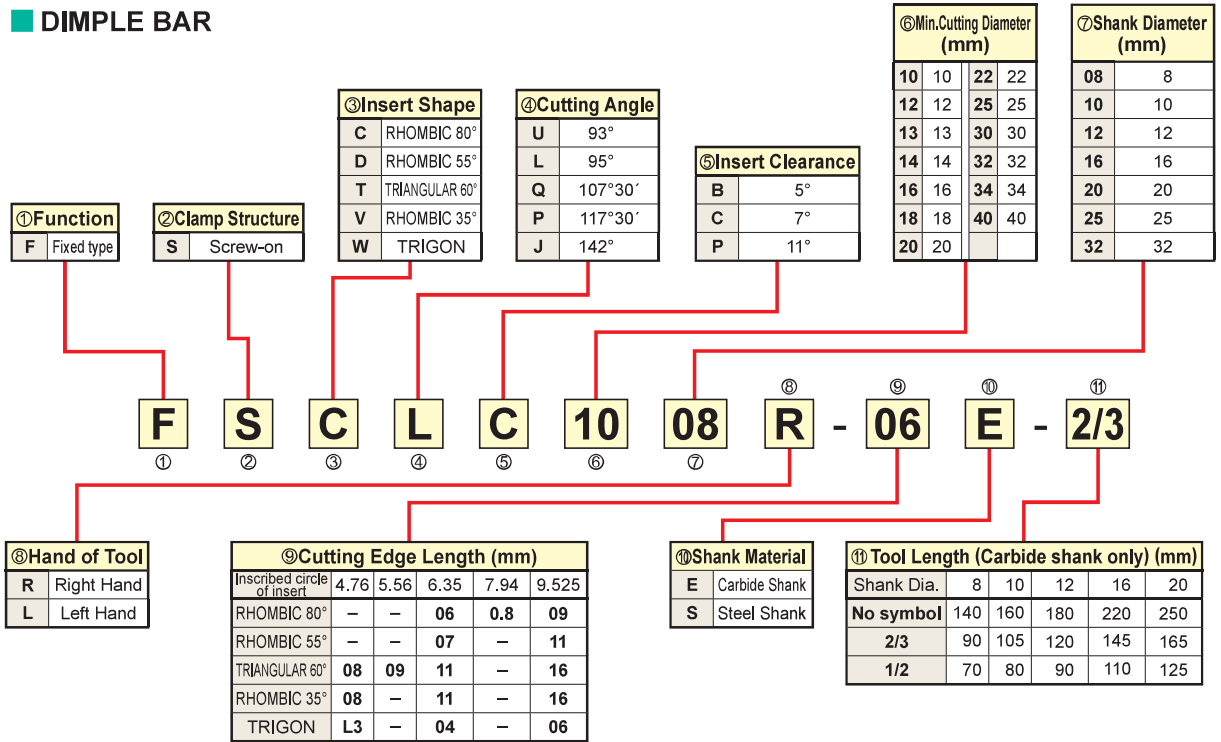 DIMPLE BAR
①Function
F Fixed type
②Clamp Structure
S Screw-on
③Insert Shape
C RHOMBIC 80°
D RHOMBIC 55°
T TRIANGULAR 60°
V RHOMBIC 35°
W TRIGON
④Cutting Angle
U 93°
L 95°
Q 107°30´
P 117°30´
J 142°
⑤Insert Clearance
B 5°
C 7°
P 11°
⑥Min.Cutting Diameter
(mm)
10 10 22 22
12 12 25 25
13 13 30 30
14 14 32 32
16 16 34 34
18 18 40 40
20 20
⑦Shank Diameter
(mm)
08 8
10 10
12 12
16 16
20 20
25 25
32 32
⑧ ⑨ ⑩ ⑪
F S C L C 10 08 R - 06 E - 2/3
① ② ③ ④ ⑤ ⑥ ⑦
⑧Hand of Tool
R Right Hand
L Left Hand
⑨Cutting Edge Length (mm)
Inscribed circle
of insert 4.76 5.56 6.35 7.94 9.525
RHOMBIC 80° – – 06 0.8 09
RHOMBIC 55° – – 07 – 11
TRIANGULAR 60° 08 09 11 – 16
RHOMBIC 35° 08 – 11 – 16
TRIGON L3 – 04 – 06
⑩Shank Material
E Carbide Shank
S Steel Shank
⑪ Tool Length (Carbide shank only) (mm)
Shank Dia. 8 10 12 16 20
No symbol 140 160 180 220 250
2/3 90 105 120 145 165
1/2 70 80 90 110 125